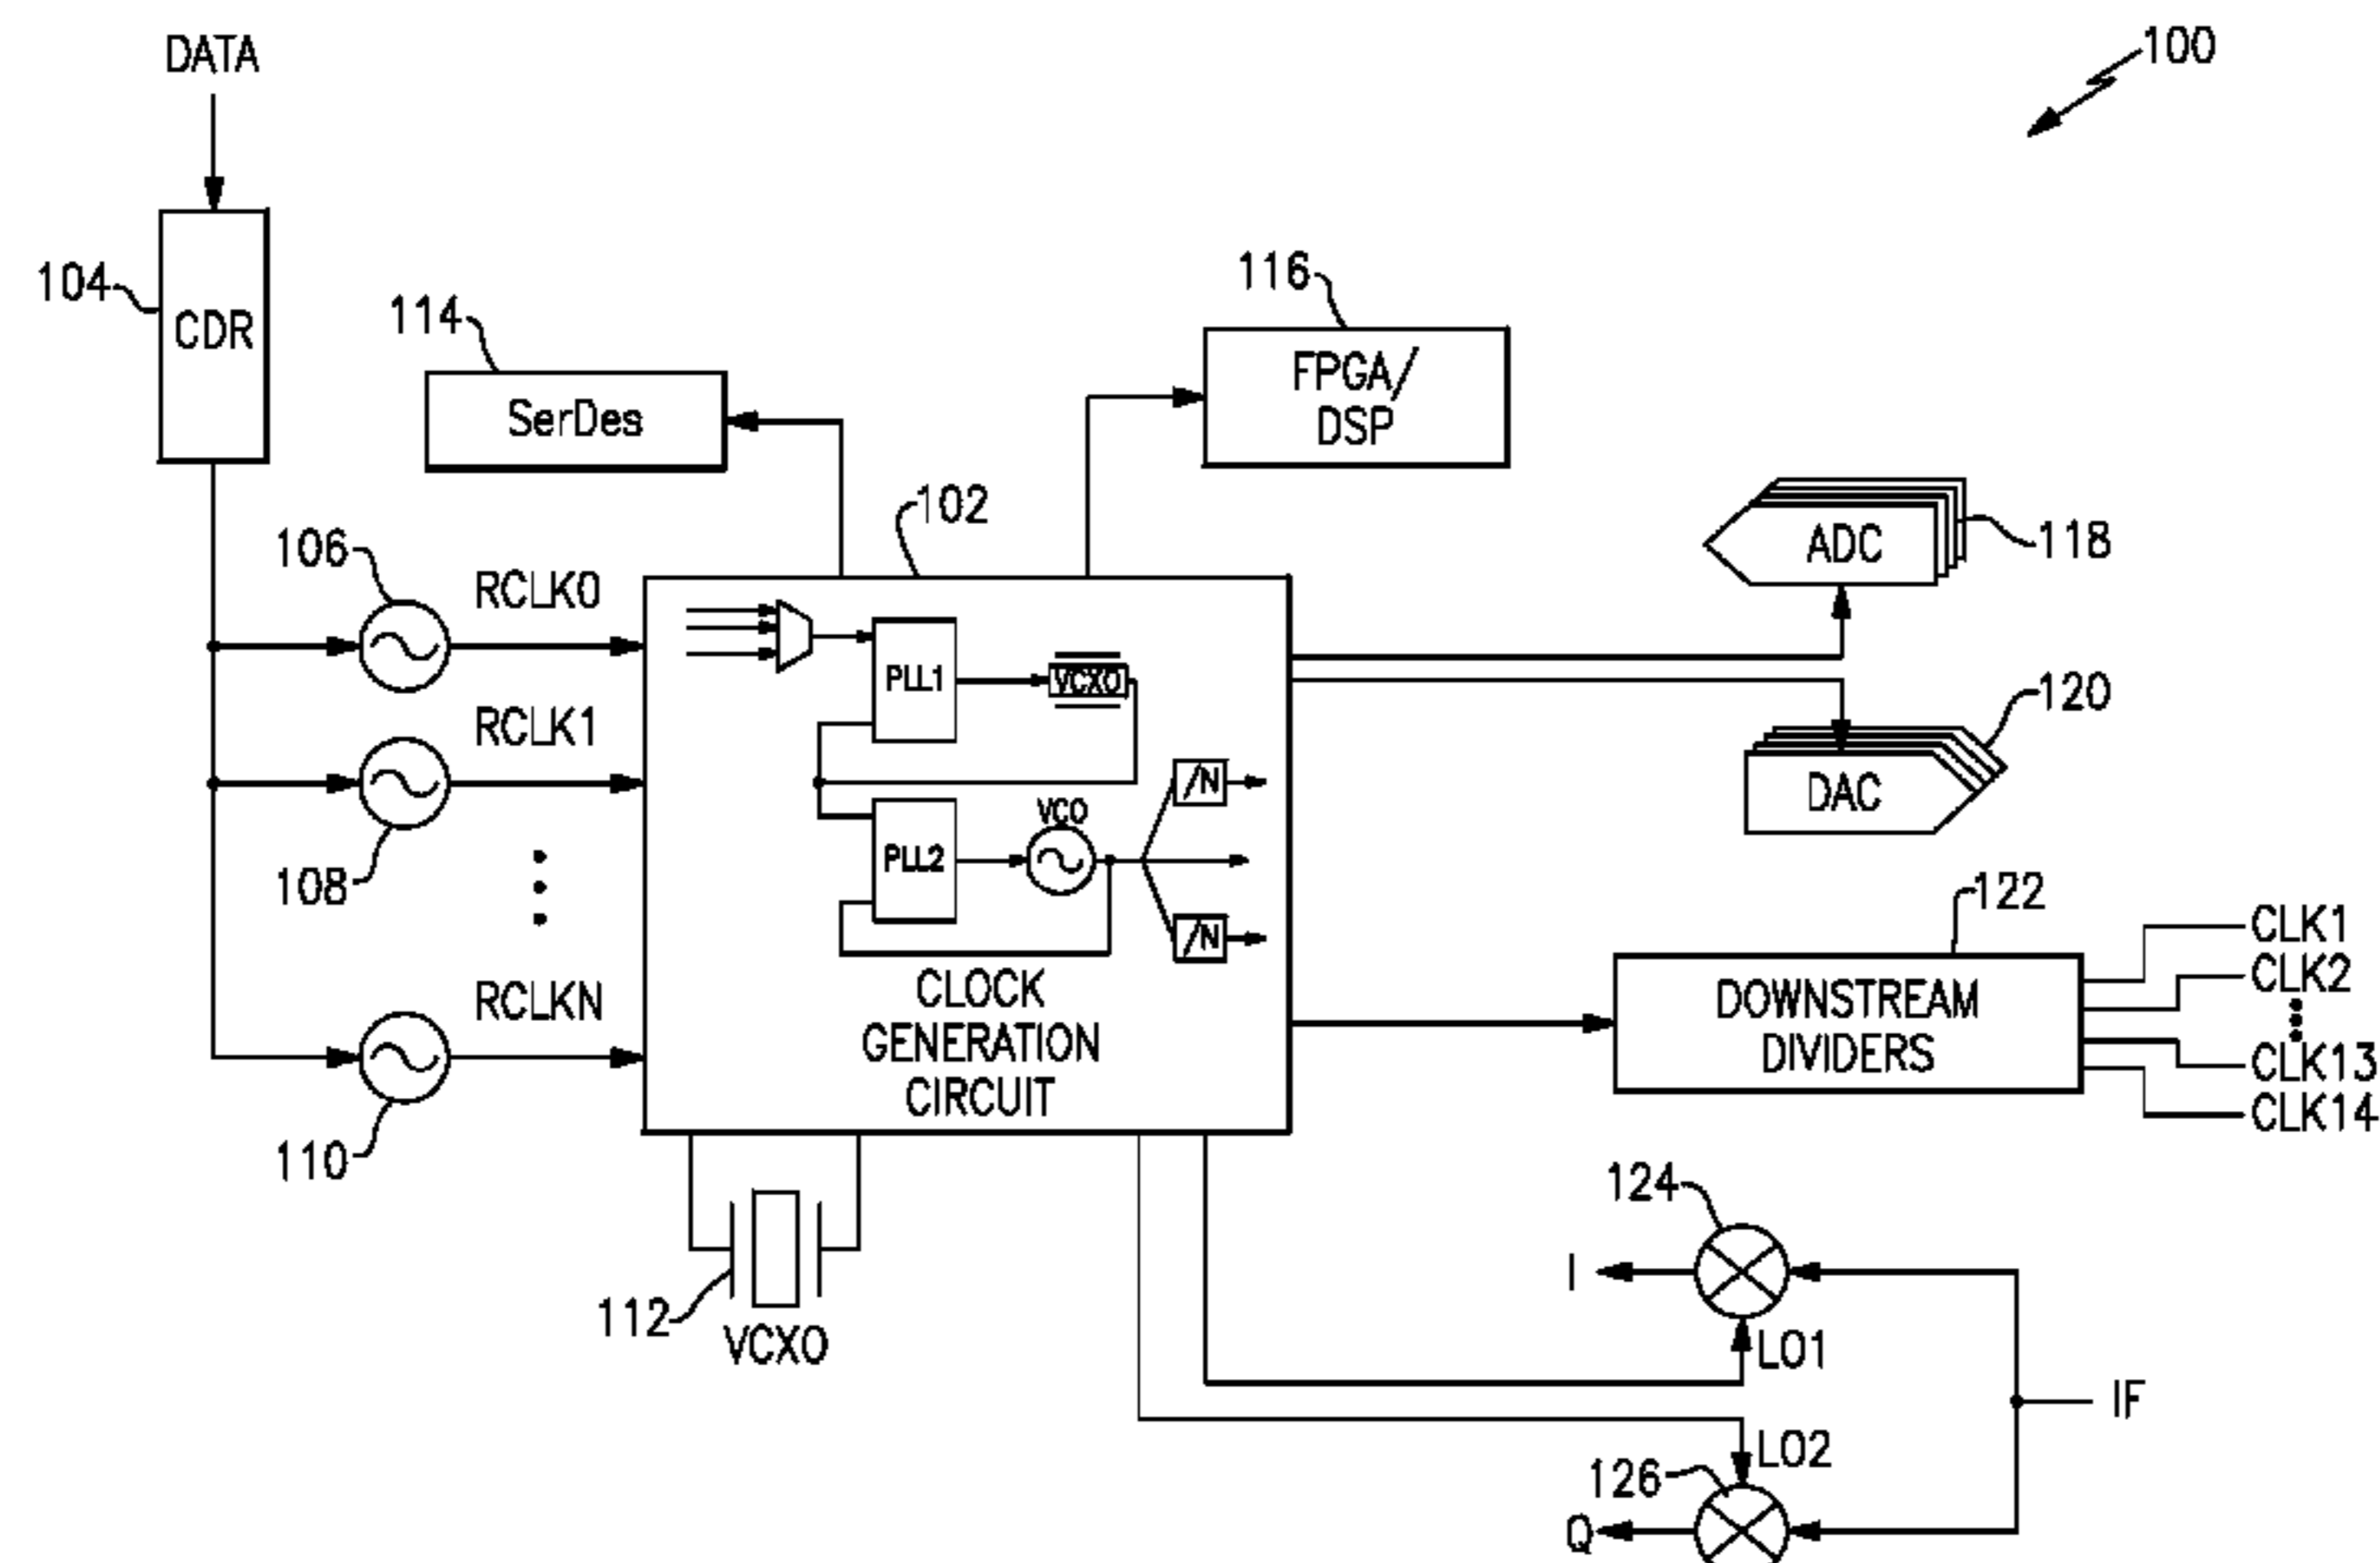 DATA
100
104
CDR
114
SerDes
116
FPGA/
DSP
102
106
RCLK0
ADC
118
PLL1
VCXO
RCLK1
120
108
/N
DAC
VCO
PLL2
/N
122
CLK1
CLK2
RCLKN
CLOCK
GENERATION
CIRCUIT
DOWNSTREAM
DIVIDERS
CLK13
CLK14
110
112
VCXO
124
I
LO1
IF
LO2
126
Q